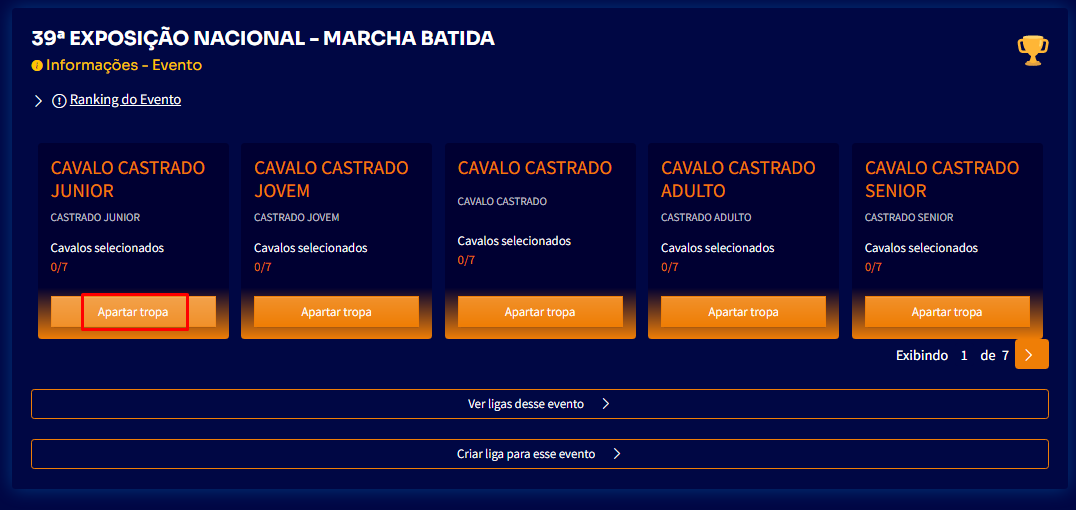 39ª EXPOSIÇÃO NACIONAL - MARCHA BATIDA
Informações - Evento
Ranking do Evento
CAVALO CASTRADO
JUNIOR
CASTRADO JUNIOR
Cavalos selecionados
0/7
Apartar tropa
CAVALO CASTRADO
JOVEM
CASTRADO JOVEM
Cavalos selecionados
0/7
Apartar tropa
CAVALO CASTRADO
CAVALO CASTRADO
Cavalos selecionados
0/7
Apartar tropa
CAVALO CASTRADO
ADULTO
CASTRADO ADULTO
Cavalos selecionados
0/7
Apartar tropa
CAVALO CASTRADO
SENIOR
CASTRADO SENIOR
Cavalos selecionados
0/7
Apartar tropa
Exibindo 1 de 7
Ver ligas desse evento
Criar liga para esse evento